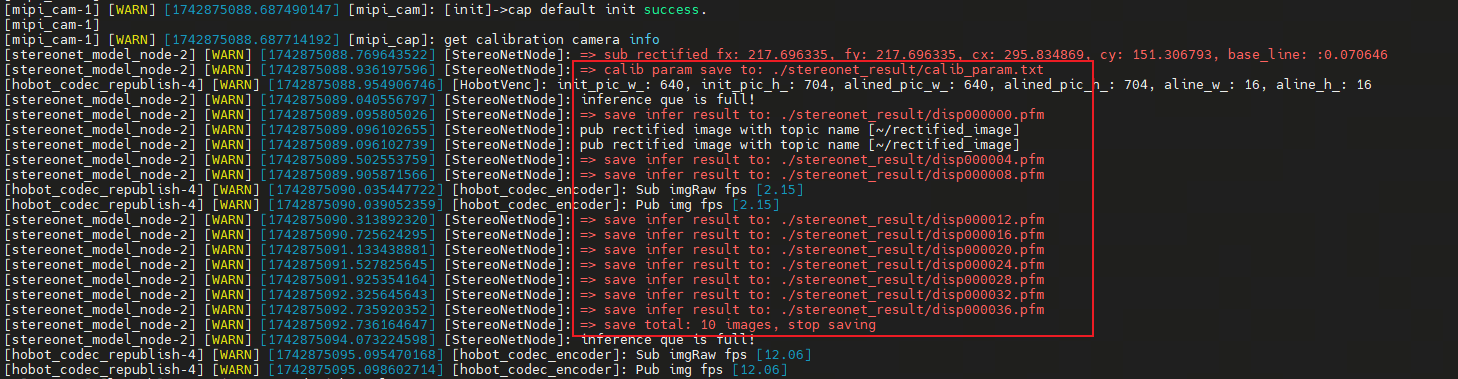 [mipi_cam-1] [WARN] [1742875088.687490147] [mipi_cam]: [init]->cap default init success.
[mipi_cam-1]
[mipi_cam-1] [WARN] [1742875088.687714192] [mipi_cap]: get calibration camera info
[stereonet_model_node-2] [WARN] [1742875088.769643522] [StereoNetNode]: => sub rectified fx: 217.696335, fy: 217.696335, cx: 295.834869, cy: 151.306793, base_line: :0.070646
[stereonet_model_node-2] [WARN] [1742875088.936197596] [StereoNetNode]: => calib param save to: ./stereonet_result/calib_param.txt
[hobot_codec_republish-4] [WARN] [1742875088.954906746] [HobotVenc]: init_pic_w_: 640, init_pic_h_: 704, alined_pic_w_: 640, alined_pic_h_: 704, aline_w_: 16, aline_h_: 16
[stereonet_model_node-2] [WARN] [1742875089.040556797] [StereoNetNode]: inference que is full!
[stereonet_model_node-2] [WARN] [1742875089.095805026] [StereoNetNode]: => save infer result to: ./stereonet_result/disp000000.pfm
[stereonet_model_node-2] [WARN] [1742875089.096102655] [StereoNetNode]: pub rectified image with topic name [~/rectified_image]
[stereonet_model_node-2] [WARN] [1742875089.096102739] [StereoNetNode]: pub rectified image with topic name [~/rectified_image]
[stereonet_model_node-2] [WARN] [1742875089.502553759] [StereoNetNode]: => save infer result to: ./stereonet_result/disp000004.pfm
[stereonet_model_node-2] [WARN] [1742875089.905871566] [StereoNetNode]: => save infer result to: ./stereonet_result/disp000008.pfm
[hobot_codec_republish-4] [WARN] [1742875090.035447722] [hobot_codec_encoder]: Sub imgRaw fps [2.15]
[hobot_codec_republish-4] [WARN] [1742875090.039052359] [hobot_codec_encoder]: Pub img fps [2.15]
[stereonet_model_node-2] [WARN] [1742875090.313892320] [StereoNetNode]: => save infer result to: ./stereonet_result/disp000012.pfm
[stereonet_model_node-2] [WARN] [1742875090.725624295] [StereoNetNode]: => save infer result to: ./stereonet_result/disp000016.pfm
[stereonet_model_node-2] [WARN] [1742875091.133438881] [StereoNetNode]: => save infer result to: ./stereonet_result/disp000020.pfm
[stereonet_model_node-2] [WARN] [1742875091.527825645] [StereoNetNode]: => save infer result to: ./stereonet_result/disp000024.pfm
[stereonet_model_node-2] [WARN] [1742875091.925354164] [StereoNetNode]: => save infer result to: ./stereonet_result/disp000028.pfm
[stereonet_model_node-2] [WARN] [1742875092.325645643] [StereoNetNode]: => save infer result to: ./stereonet_result/disp000032.pfm
[stereonet_model_node-2] [WARN] [1742875092.735920352] [StereoNetNode]: => save infer result to: ./stereonet_result/disp000036.pfm
[stereonet_model_node-2] [WARN] [1742875092.736164647] [StereoNetNode]: => save total: 10 images, stop saving
[stereonet_model_node-2] [WARN] [1742875094.073224598] [StereoNetNode]: inference que is full!
[hobot_codec_republish-4] [WARN] [1742875095.095470168] [hobot_codec_encoder]: Sub imgRaw fps [12.06]
[hobot_codec_republish-4] [WARN] [1742875095.098602714] [hobot_codec_encoder]: Pub img fps [12.06]